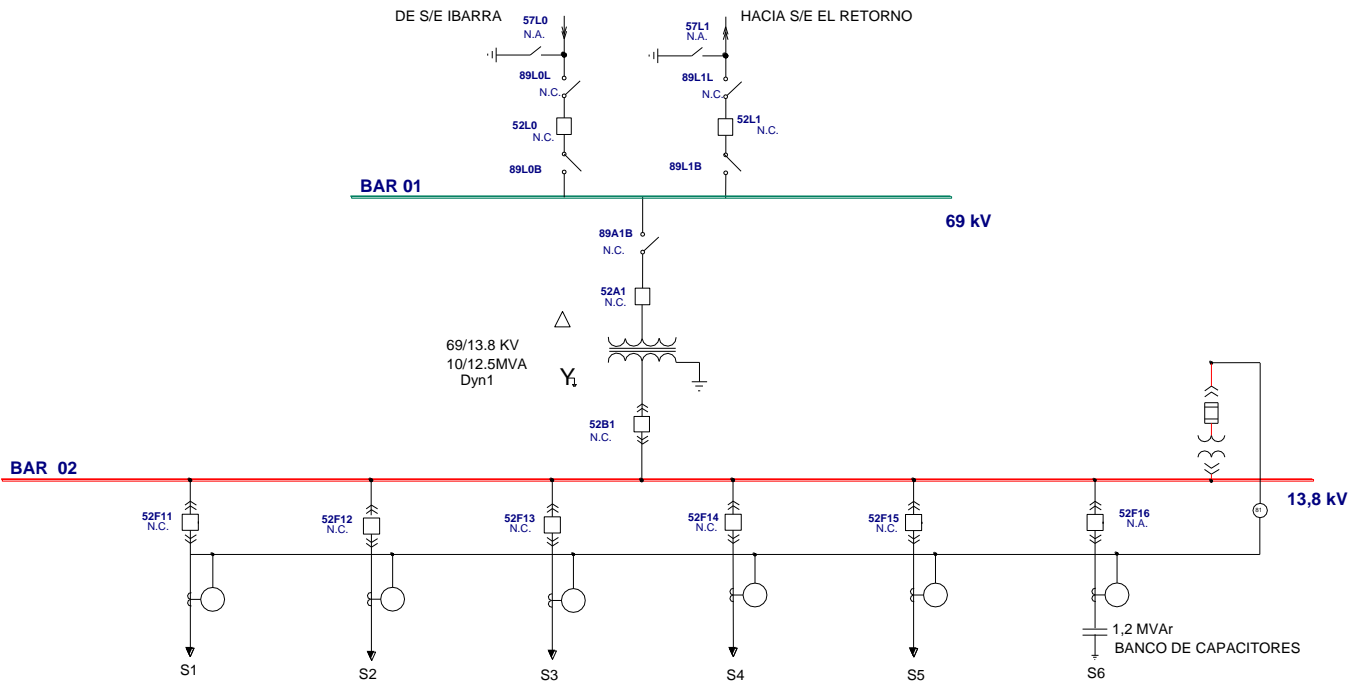 DE S/E IBARRA
HACIA S/E EL RETORNO
57L0
N.A.
57L1
N.A.
89L0L
N.C.
89L1L
N.C.
52L0
N.C.
52L1
N.C.
89L0B
89L1B
BAR 01
69 kV
89A1B
N.C.
52A1
N.C.
69/13.8 KV
10/12.5MVA
Dyn1
52B1
N.C.
BAR 02
13,8 kV
52F11
N.C.
52F12
N.C.
52F13
N.C.
52F14
N.C.
52F15
N.C.
52F16
N.A.
81
1,2 MVAr
BANCO DE CAPACITORES
S1
S2
S3
S4
S5
S6